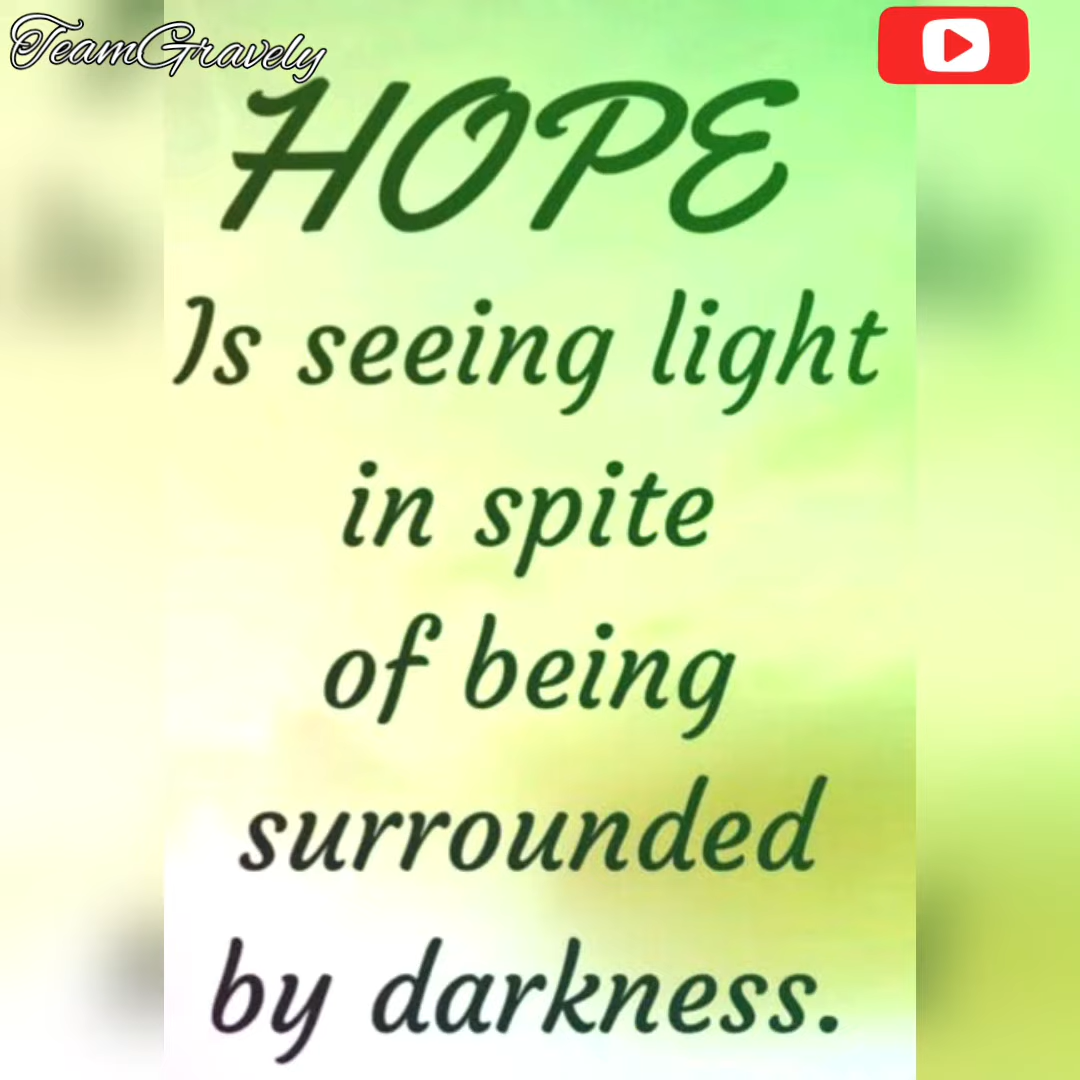 TeamGravely
HOPE
Is seeing light
in spite
of being
surrounded
by darkness.